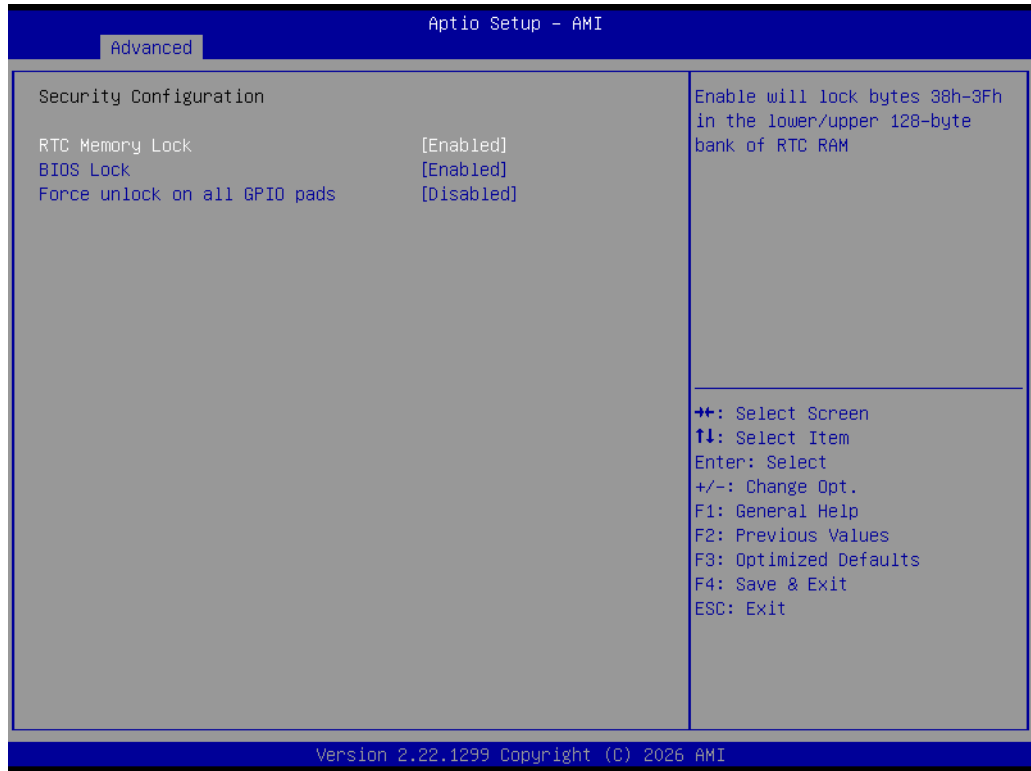 Aptio Setup – AMI
Advanced
Security Configuration
RTC Memory Lock [Enabled]
BIOS Lock [Enabled]
Force unlock on all GPIO pads [Disabled]
Enable will lock bytes 38h-3Fh
in the lower/upper 128-byte
bank of RTC RAM
→←: Select Screen
↑↓: Select Item
Enter: Select
+/-: Change Opt.
F1: General Help
F2: Previous Values
F3: Optimized Defaults
F4: Save & Exit
ESC: Exit
Version 2.22.1299 Copyright (C) 2026 AMI